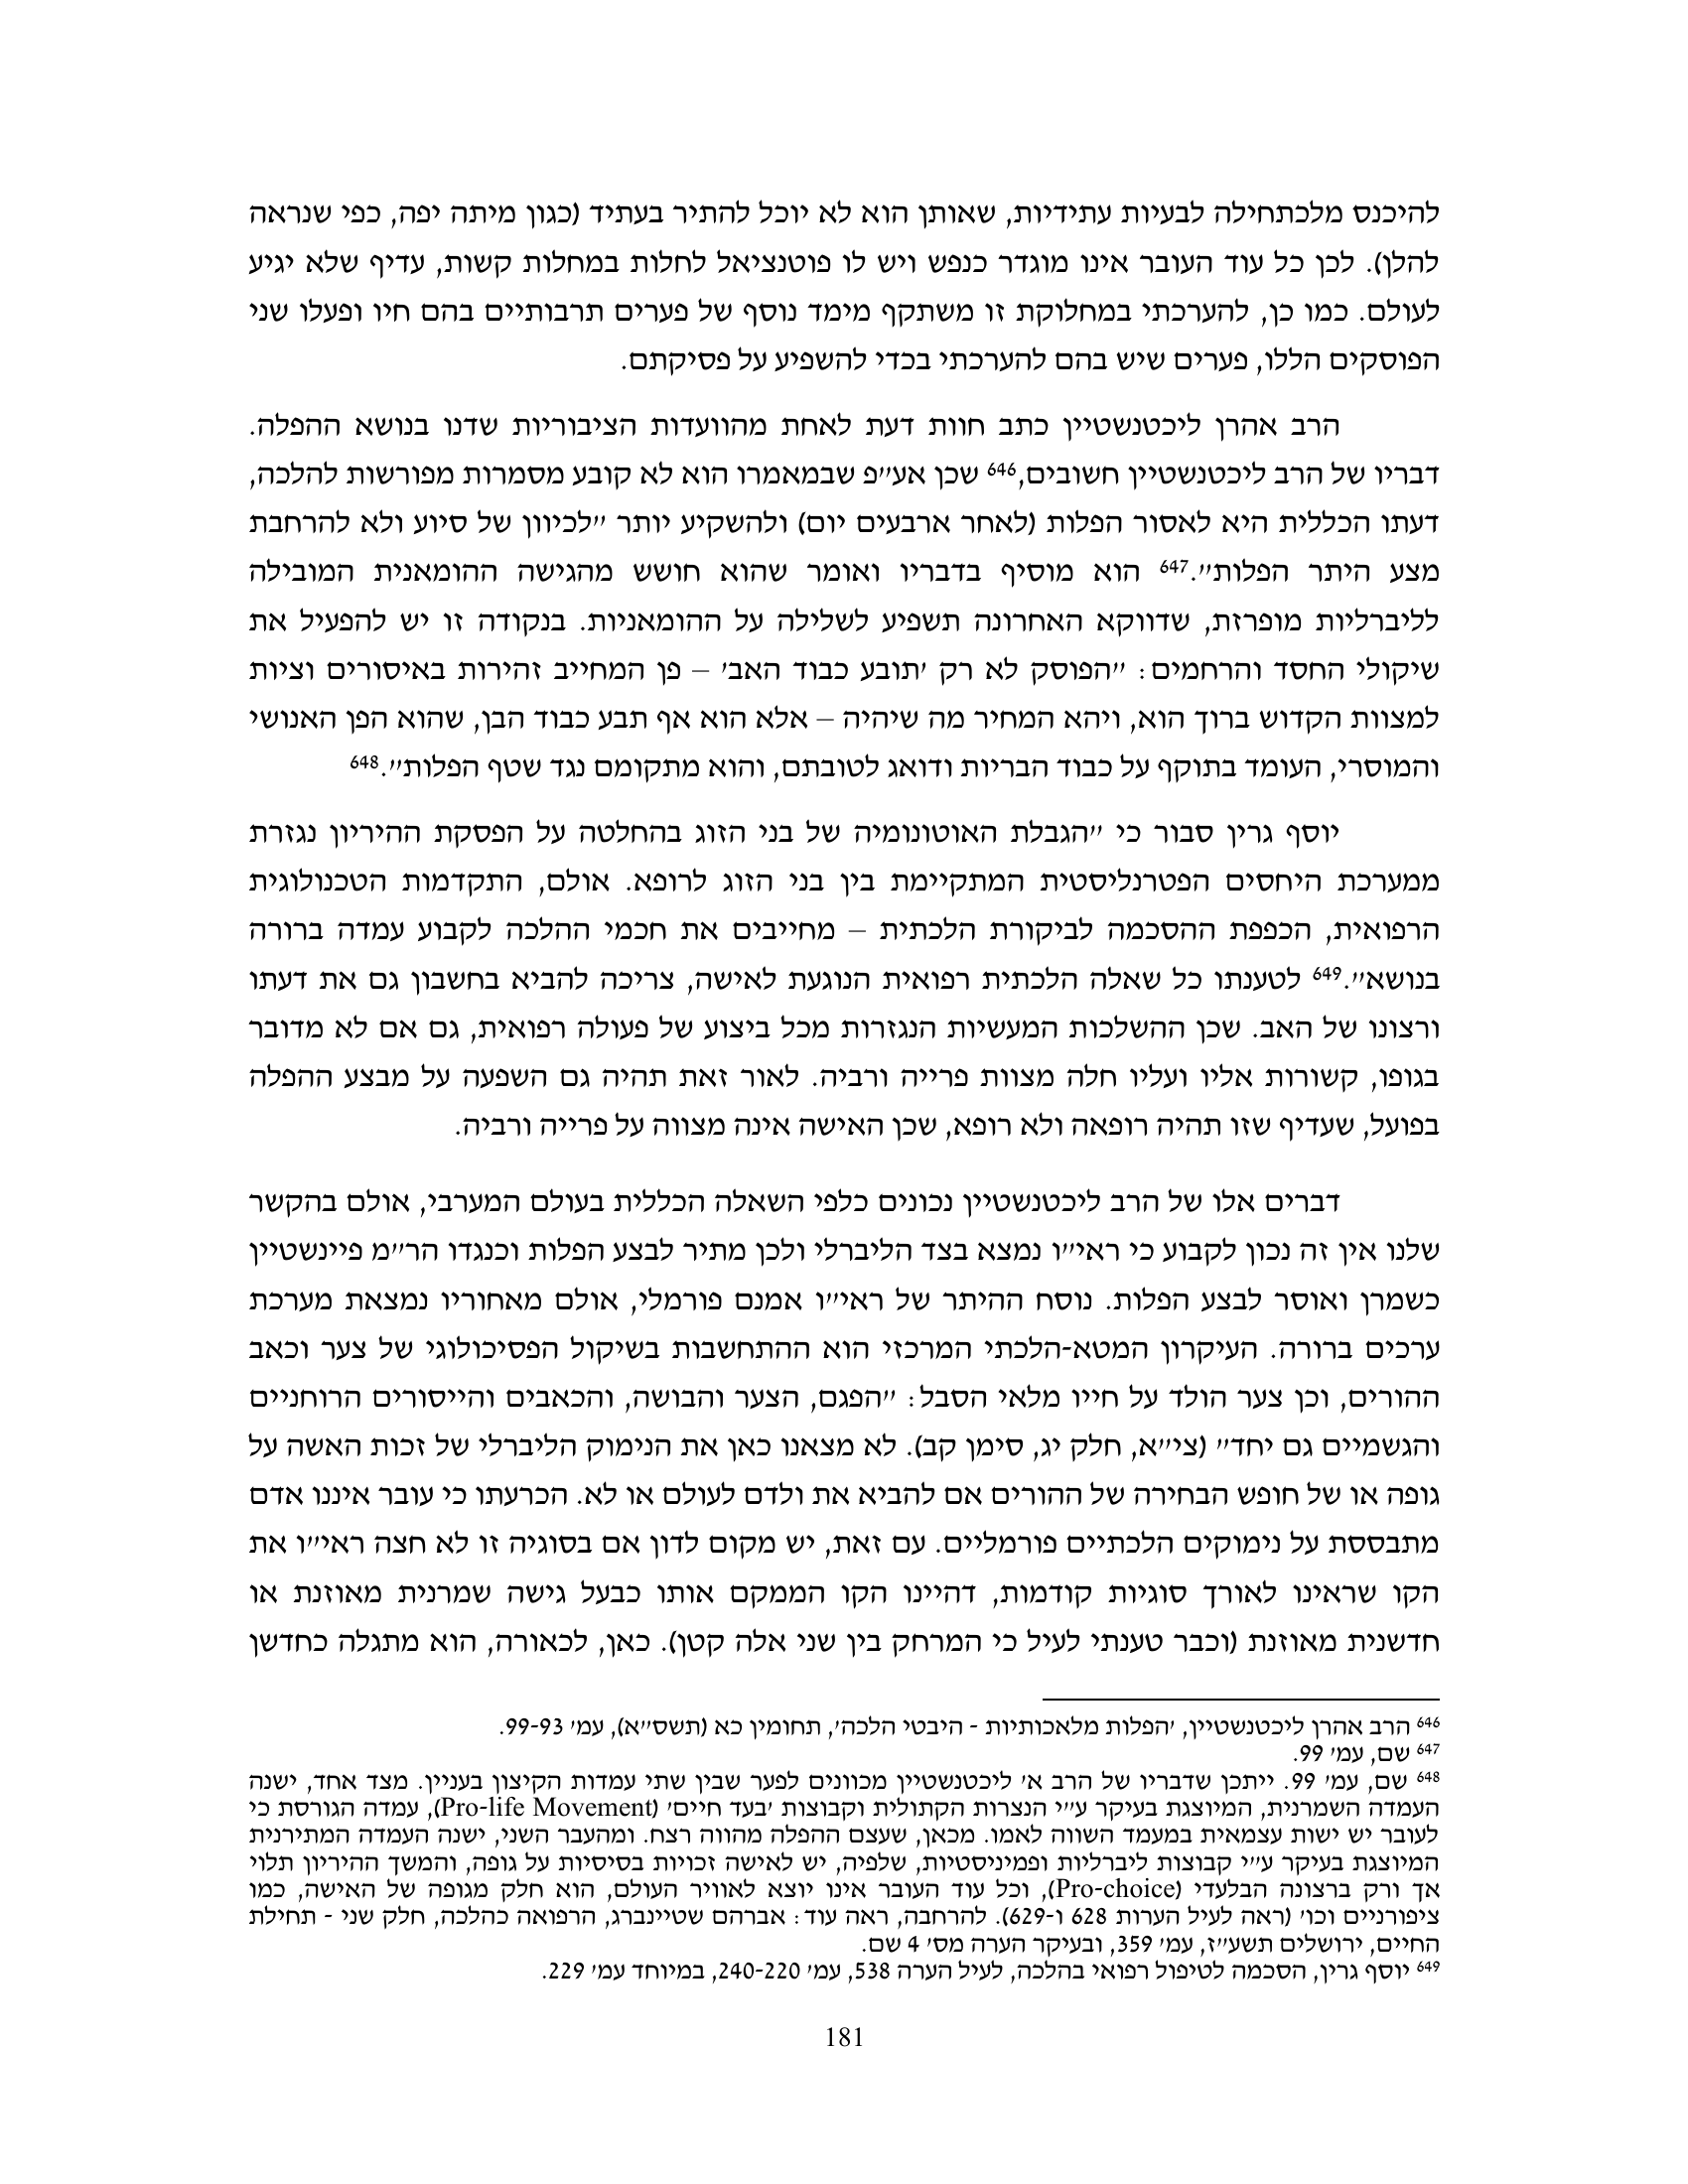 להיכנס מלכתחילה לבעיות עתידיות, שאותן הוא לא יוכל להתיר בעתיד (כגון מיתה יפה, כפי שנראה
להלן). לכן כל עוד העובר אינו מוגדר כנפש ויש לו פוטנציאל לחלות במחלות קשות, עדיף שלא יגיע
לעולם. כמו כן, להערכתי במחלוקת זו משתקף מימד נוסף של פערים תרבותיים בהם חיו ופעלו שני
הפוסקים הללו, פערים שיש בהם להערכתי בכדי להשפיע על פסיקתם.
הרב אהרן ליכטנשטיין כתב חוות דעת לאחת מהוועדות הציבוריות שדנו בנושא ההפלה.
דבריו של הרב ליכטנשטיין חשובים,646 שכן אע״פ שבמאמרו הוא לא קובע מסמרות מפורשות להלכה,
דעתו הכללית היא לאסור הפלות (לאחר ארבעים יום) ולהשקיע יותר ״לכיוון של סיוע ולא להרחבת
מצע היתר הפלות״.647 הוא מוסיף בדבריו ואומר שהוא חושש מהגישה ההומאנית המובילה
לליברליות מופרזת, שדווקא האחרונה תשפיע לשלילה על ההומאניות. בנקודה זו יש להפעיל את
שיקולי החסד והרחמים: ״הפוסק לא רק ׳תובע כבוד האב׳ – פן המחייב זהירות באיסורים וציות
למצוות הקדוש ברוך הוא, ויהא המחיר מה שיהיה – אלא הוא אף תבע כבוד הבן, שהוא הפן האנושי
והמוסרי, העומד בתוקף על כבוד הבריות ודואג לטובתם, והוא מתקומם נגד שטף הפלות״.648
יוסף גרין סבור כי ״הגבלת האוטונומיה של בני הזוג בהחלטה על הפסקת ההיריון נגזרת
ממערכת היחסים הפטרנליסטית המתקיימת בין בני הזוג לרופא. אולם, התקדמות הטכנולוגית
הרפואית, הכפפת ההסכמה לביקורת הלכתית – מחייבים את חכמי ההלכה לקבוע עמדה ברורה
בנושא״.649 לטענתו כל שאלה הלכתית רפואית הנוגעת לאישה, צריכה להביא בחשבון גם את דעתו
ורצונו של האב. שכן ההשלכות המעשיות הנגזרות מכל ביצוע של פעולה רפואית, גם אם לא מדובר
בגופו, קשורות אליו ועליו חלה מצוות פרייה ורביה. לאור זאת תהיה גם השפעה על מבצע ההפלה
בפועל, שעדיף שזו תהיה רופאה ולא רופא, שכן האישה אינה מצווה על פרייה ורביה.
דברים אלו של הרב ליכטנשטיין נכונים כלפי השאלה הכללית בעולם המערבי, אולם בהקשר
שלנו אין זה נכון לקבוע כי ראי״ו נמצא בצד הליברלי ולכן מתיר לבצע הפלות וכנגדו הר״מ פיינשטיין
כשמרן ואוסר לבצע הפלות. נוסח ההיתר של ראי״ו אמנם פורמלי, אולם מאחוריו נמצאת מערכת
ערכים ברורה. העיקרון המטא-הלכתי המרכזי הוא ההתחשבות בשיקול הפסיכולוגי של צער וכאב
ההורים, וכן צער הולד על חייו מלאי הסבל: ״הפגם, הצער והבושה, והכאבים והייסורים הרוחניים
והגשמיים גם יחד״ (צי״א, חלק יג, סימן קב). לא מצאנו כאן את הנימוק הליברלי של זכות האשה על
גופה או של חופש הבחירה של ההורים אם להביא את ולדם לעולם או לא. הכרעתו כי עובר איננו אדם
מתבססת על נימוקים הלכתיים פורמליים. עם זאת, יש מקום לדון אם בסוגיה זו לא חצה ראי״ו את
הקו שראינו לאורך סוגיות קודמות, דהיינו הקו הממקם אותו כבעל גישה שמרנית מאוזנת או
חדשנית מאוזנת (וכבר טענתי לעיל כי המרחק בין שני אלה קטן). כאן, לכאורה, הוא מתגלה כחדשן
646 הרב אהרן ליכטנשטיין, ׳הפלות מלאכותיות - היבטי הלכה׳, תחומין כא (תשס״א), עמ׳ 99-93.
647 שם, עמ׳ 99.
648 שם, עמ׳ 99. ייתכן שדבריו של הרב א׳ ליכטנשטיין מכוונים לפער שבין שתי עמדות הקיצון בעניין. מצד אחד, ישנה
העמדה השמרנית, המיוצגת בעיקר ע״י הנצרות הקתולית וקבוצות ׳בעד חיים׳ (Pro-life Movement), עמדה הגורסת כי
לעובר יש ישות עצמאית במעמד השווה לאמו. מכאן, שעצם ההפלה מהווה רצח. ומהעבר השני, ישנה העמדה המתירנית
המיוצגת בעיקר ע״י קבוצות ליברליות ופמיניסטיות, שלפיה, יש לאישה זכויות בסיסיות על גופה, והמשך ההיריון תלוי
אך ורק ברצונה הבלעדי (Pro-choice), וכל עוד העובר אינו יוצא לאוויר העולם, הוא חלק מגופה של האישה, כמו
ציפורניים וכו׳ (ראה לעיל הערות 628 ו-629). להרחבה, ראה עוד: אברהם שטיינברג, הרפואה כהלכה, חלק שני - תחילת
החיים, ירושלים תשע״ז, עמ׳ 359, ובעיקר הערה מס׳ 4 שם.
649 יוסף גרין, הסכמה לטיפול רפואי בהלכה, לעיל הערה 538, עמ׳ 240-220, במיוחד עמ׳ 229.
181